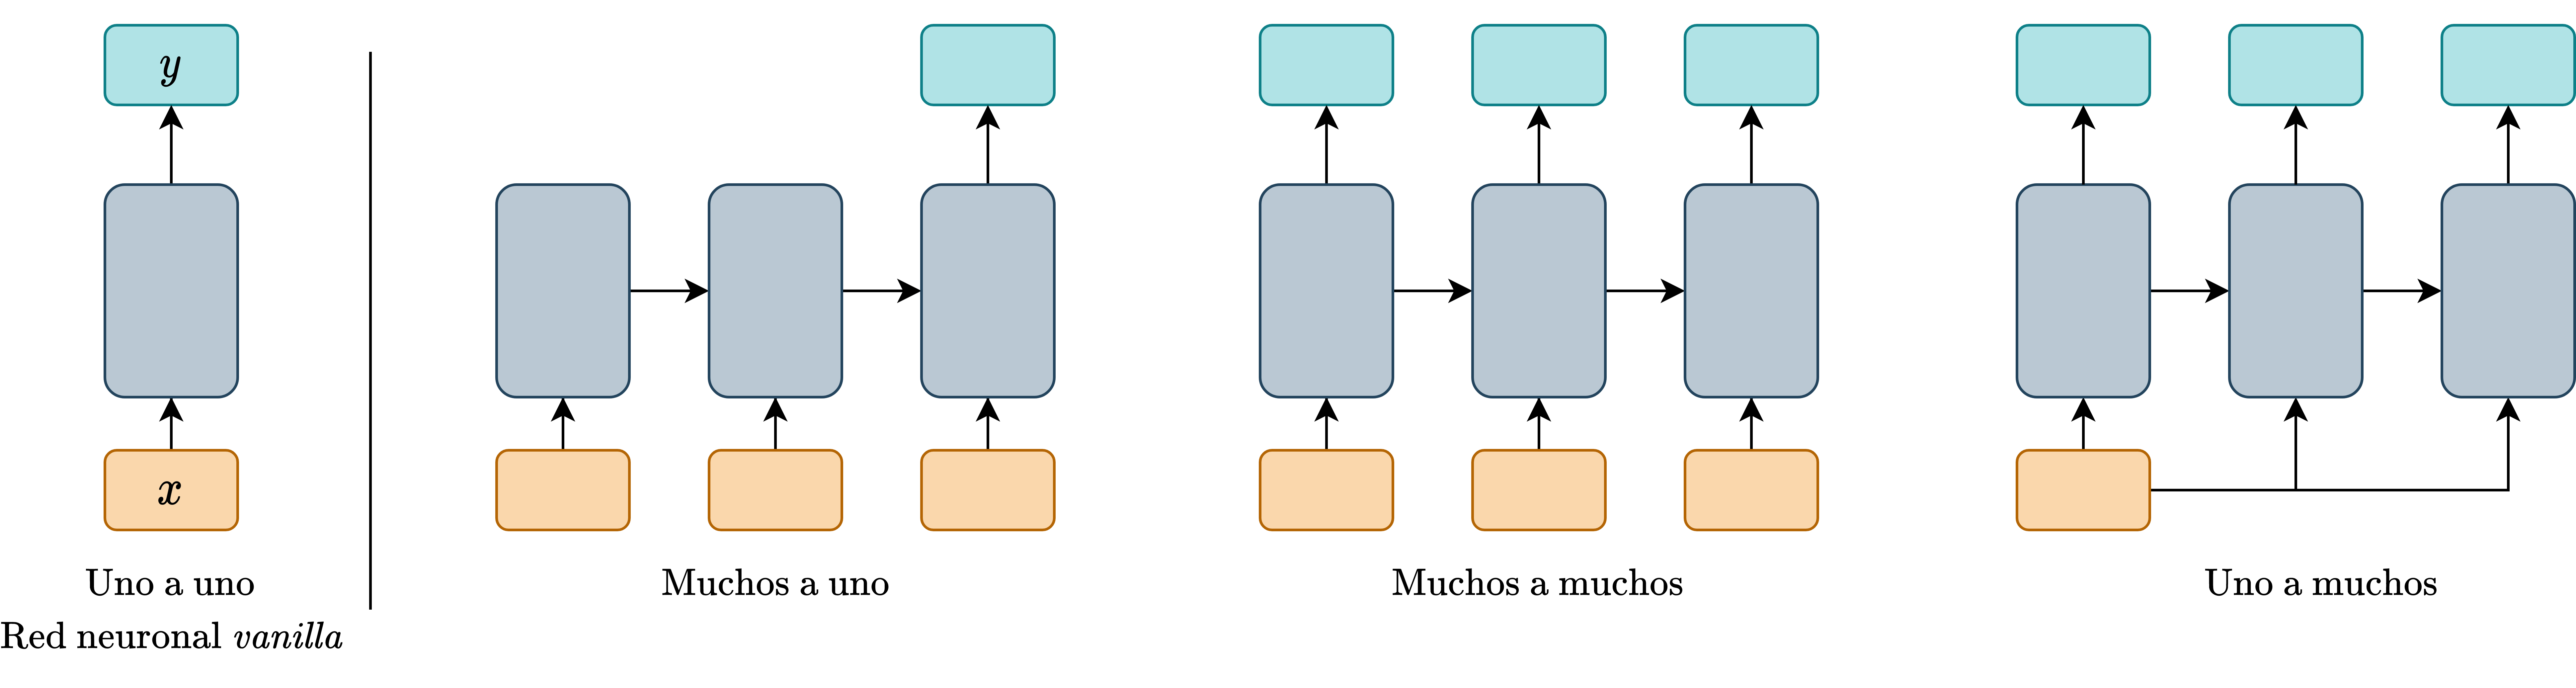 y
x
Uno a uno
Red neuronal vanilla
Muchos a uno
Muchos a muchos
Uno a muchos